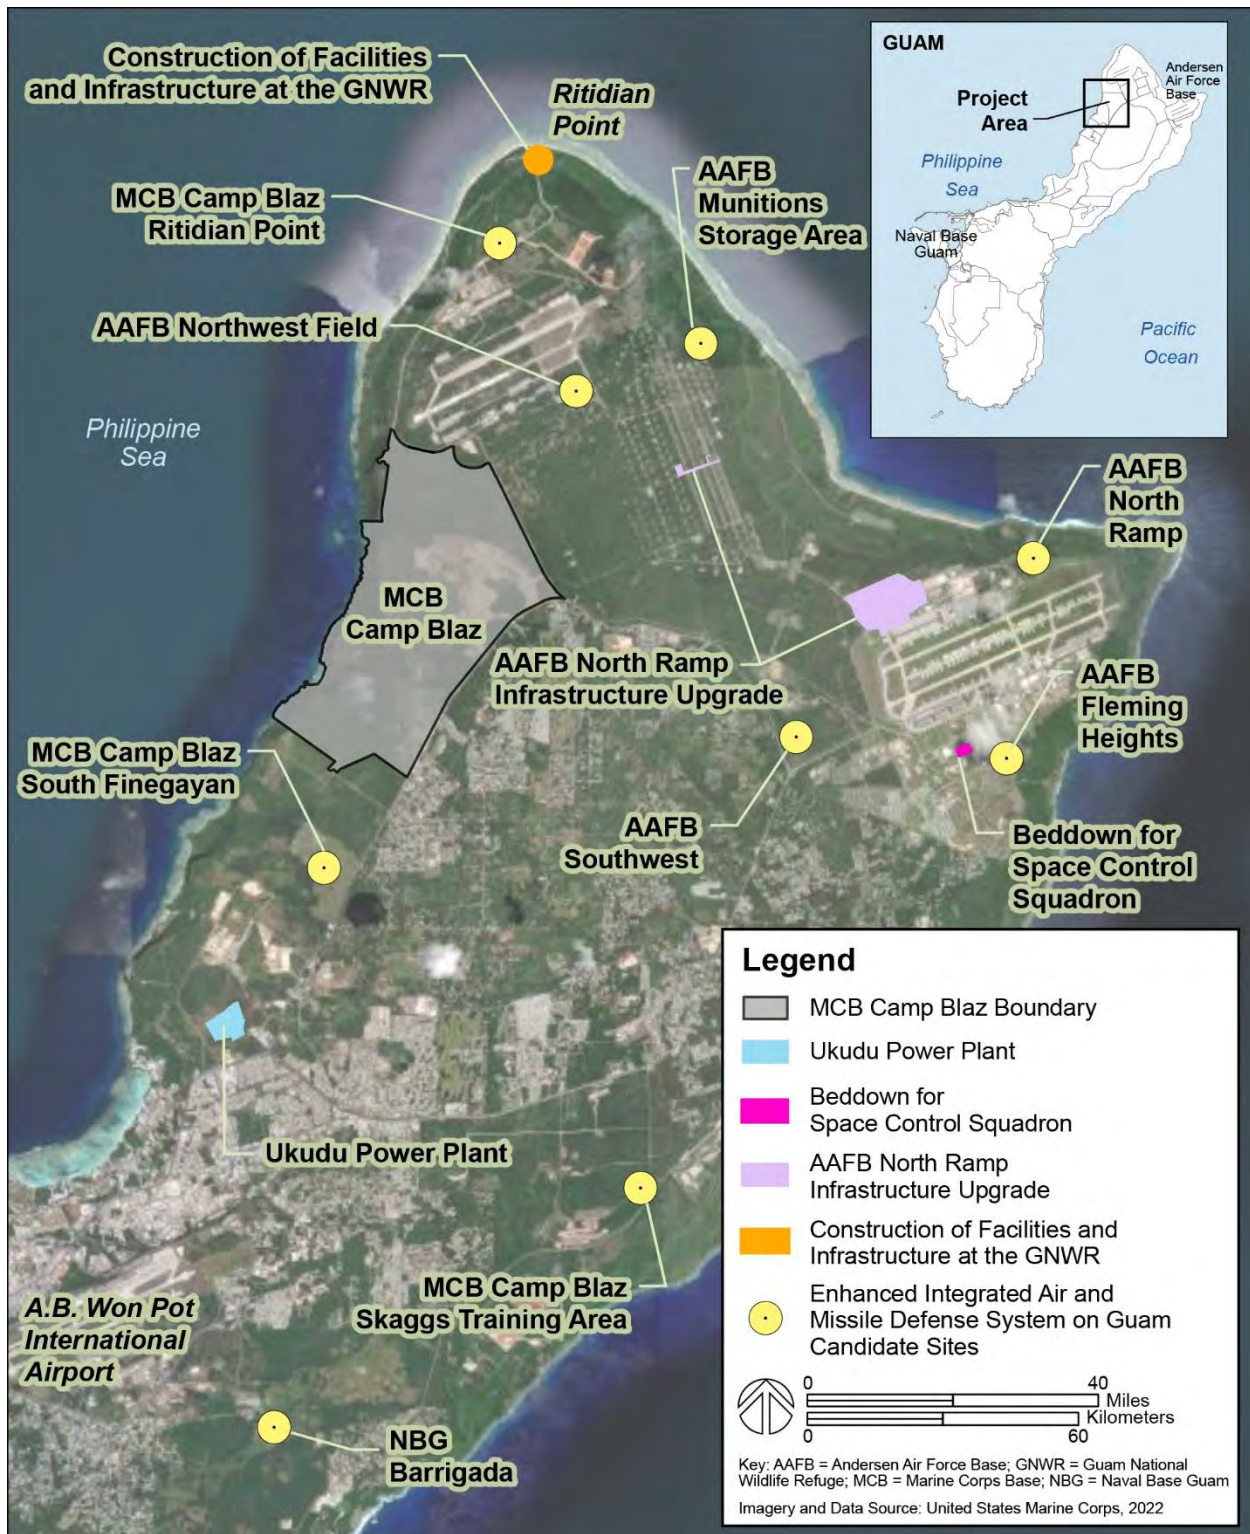 Construction of Facilities
and Infrastructure at the GNWR
Ritidian
Point
MCB Camp Blaz
Ritidian Point
AAFB
Munitions
Storage Area
AAFB Northwest Field
Philippine
Sea
GUAM
Andersen
Air Force
Base
Project
Area
Philippine
Sea
Naval Base
Guam
Pacific
Ocean
AAFB
North
Ramp
MCB
Camp Blaz
AAFB North Ramp
Infrastructure Upgrade
AAFB
Fleming
Heights
MCB Camp Blaz
South Finegayan
AAFB
Southwest
Beddown for
Space Control
Squadron
Ukudu Power Plant
MCB Camp Blaz
Skaggs Training Area
A.B. Won Pot
International
Airport
NBG
Barrigada
Legend
MCB Camp Blaz Boundary
Ukudu Power Plant
Beddown for
Space Control Squadron
AAFB North Ramp
Infrastructure Upgrade
Construction of Facilities and
Infrastructure at the GNWR
Enhanced Integrated Air and
Missile Defense System on Guam
Candidate Sites
0 40
Miles
Kilometers
0 60
Key: AAFB = Andersen Air Force Base; GNWR = Guam National
Wildlife Refuge; MCB = Marine Corps Base; NBG = Naval Base Guam
Imagery and Data Source: United States Marine Corps, 2022